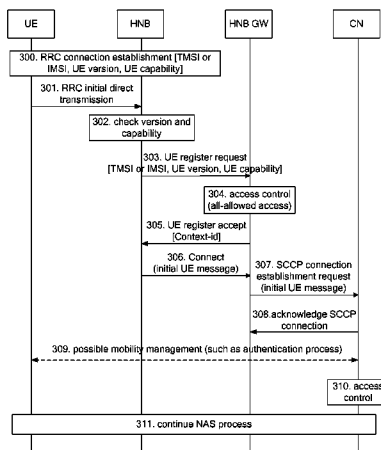 UE
HNB
HNB GW
CN
300. RRC connection establishment [TMSI or
IMSI, UE version, UE capability]
301. RRC initial direct
transmission
302. check version and
capability
303. UE register request
[TMSI or IMSI, UE version, UE capability]
304. access control
(all-allowed access)
305. UE register accept
[Context-id]
306. Connect
(initial UE message)
307. SCCP connection
establishment request
(initial UE message)
308.acknowledge SCCP
connection
309. possible mobility management (such as authentication process)
310. access
control
311. continue NAS process